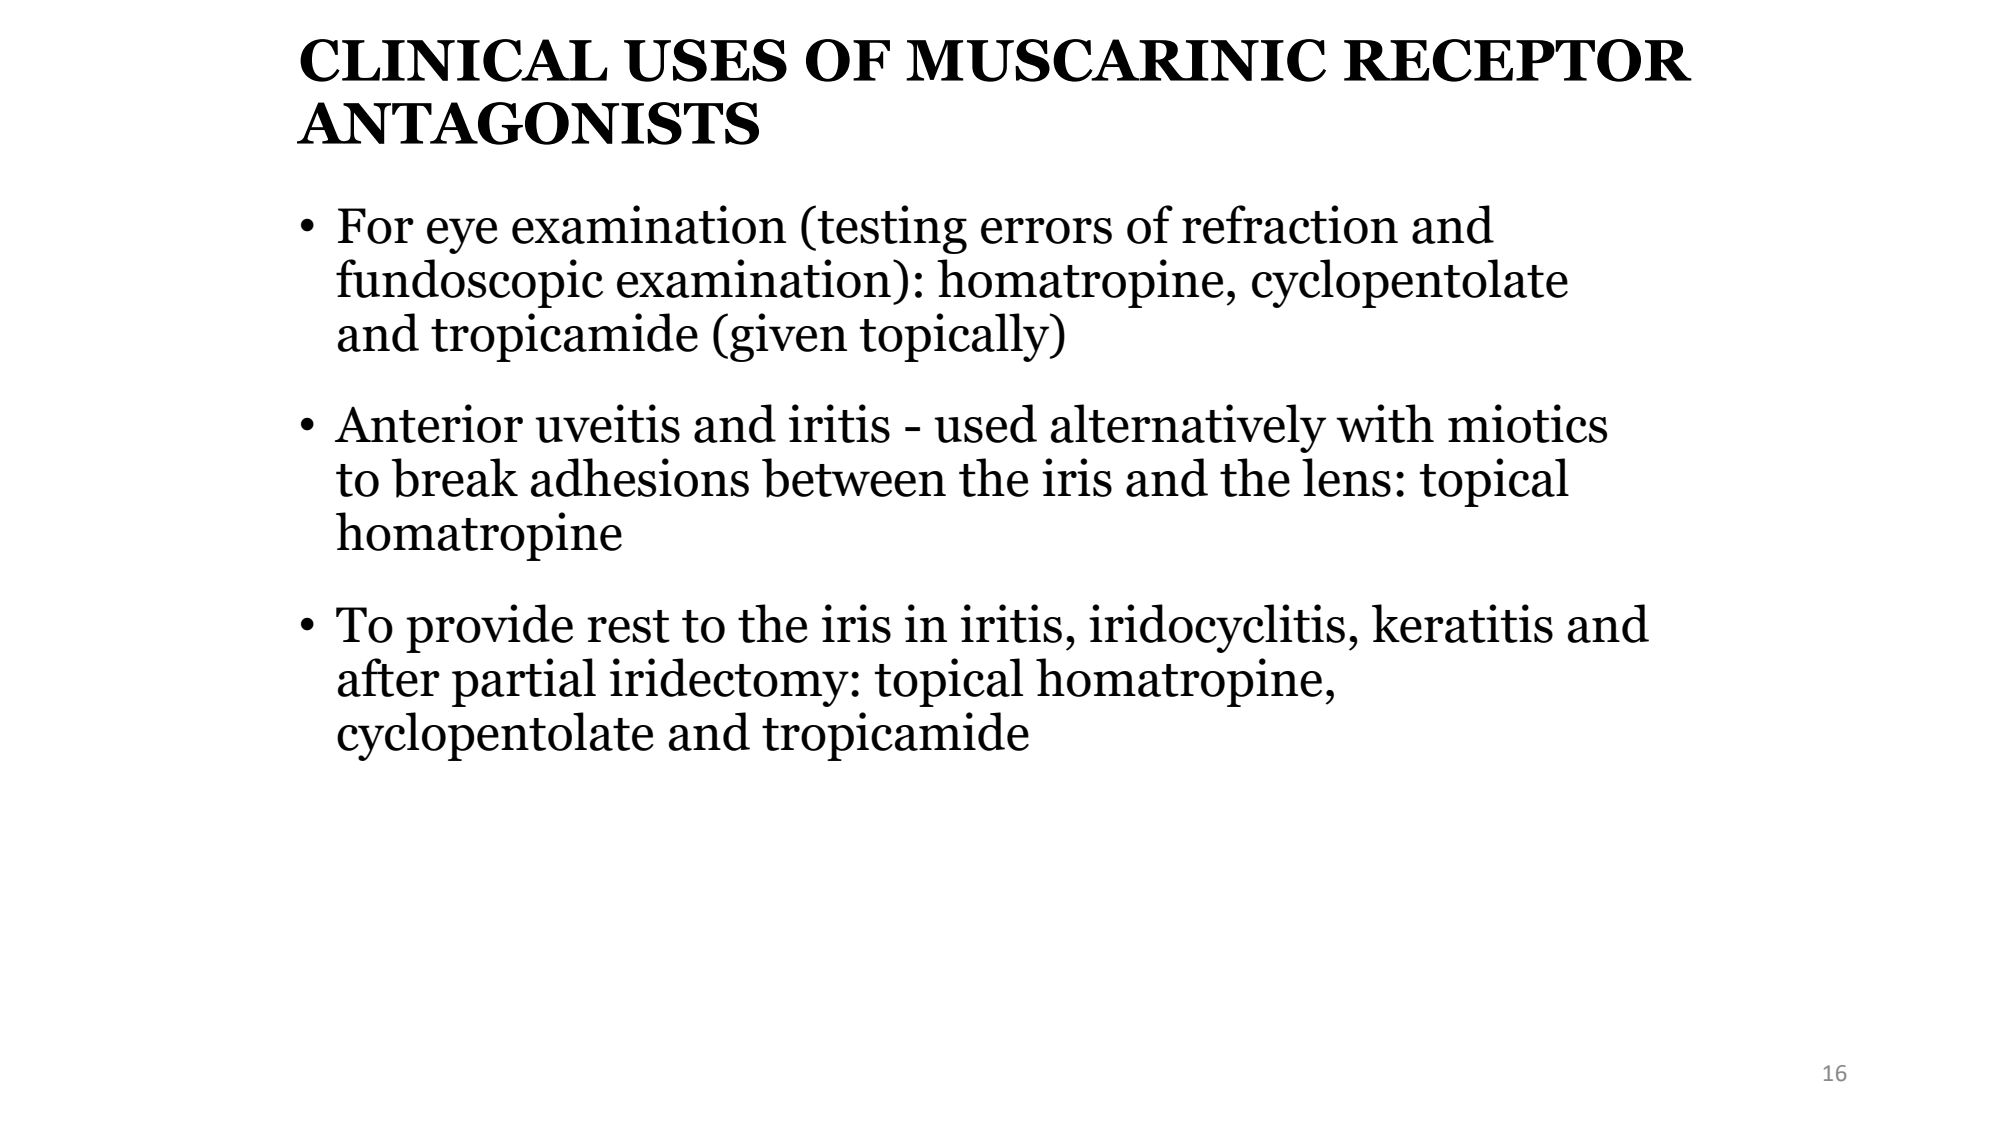 CLINICAL USES OF MUSCARINIC RECEPTOR
ANTAGONISTS
• For eye examination (testing errors of refraction and
fundoscopic examination): homatropine, cyclopentolate
and tropicamide (given topically)
• Anterior uveitis and iritis - used alternatively with miotics
to break adhesions between the iris and the lens: topical
homatropine
• To provide rest to the iris in iritis, iridocyclitis, keratitis and
after partial iridectomy: topical homatropine,
cyclopentolate and tropicamide
16